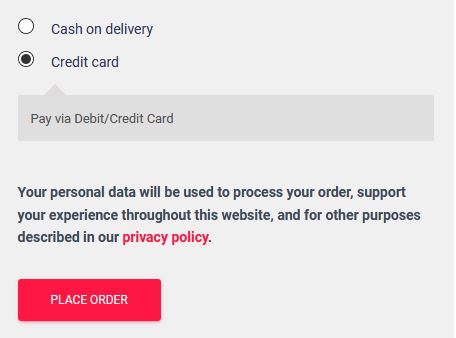 Cash on delivery
Credit card
Pay via Debit/Credit Card
Your personal data will be used to process your order, support
your experience throughout this website, and for other purposes
described in our privacy policy.
PLACE ORDER